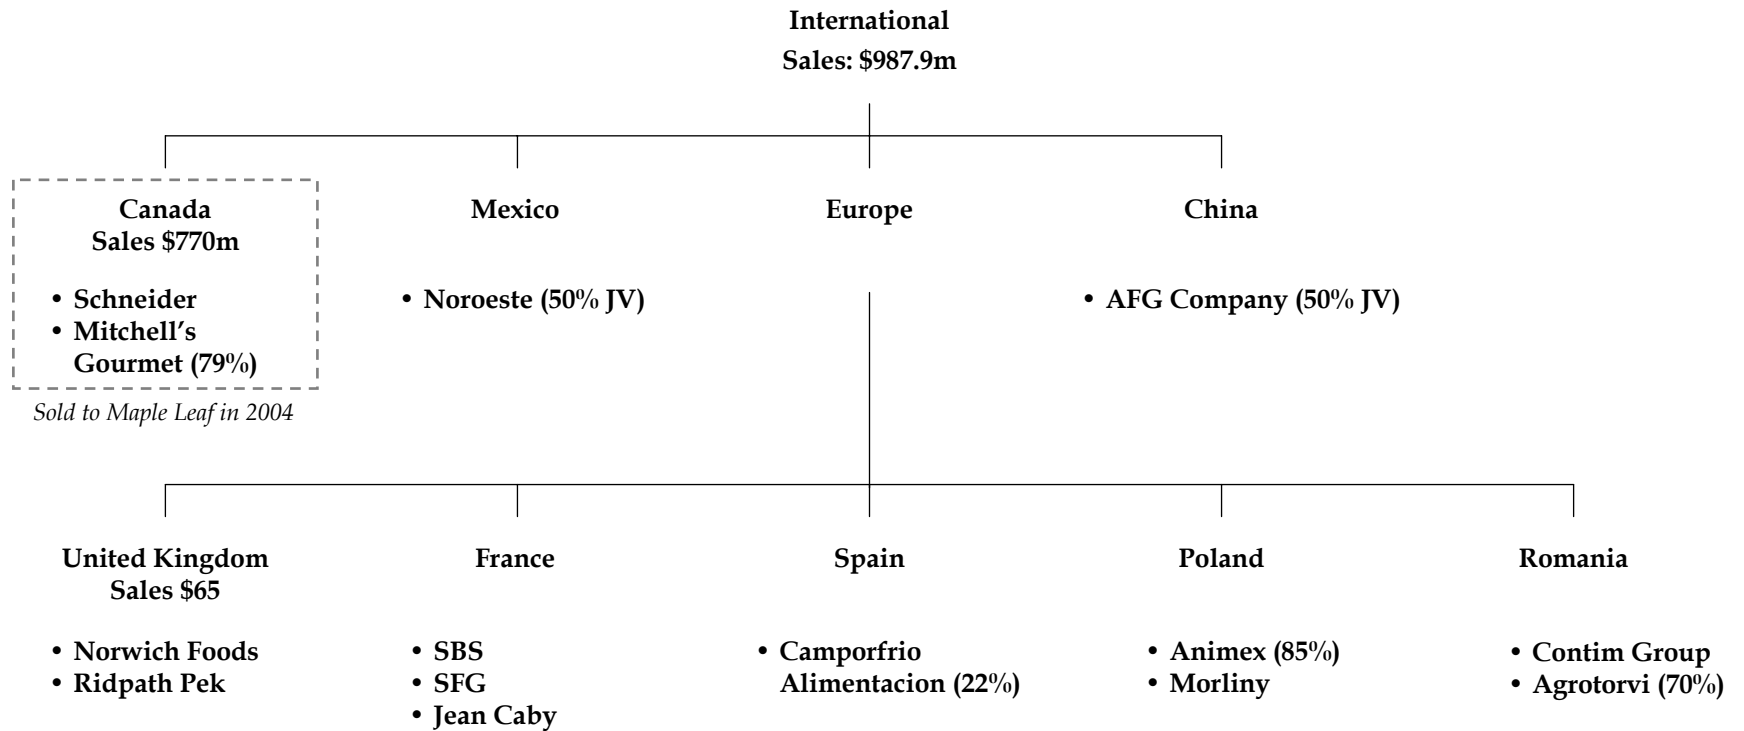 International
Sales: $987.9m
Canada
Sales $770m
• Schneider
• Mitchell’s
Gourmet (79%)
Sold to Maple Leaf in 2004
Mexico
• Noroeste (50% JV)
Europe
China
• AFG Company (50% JV)
United Kingdom
Sales $65
• Norwich Foods
• Ridpath Pek
France
• SBS
• SFG
• Jean Caby
Spain
• Camporfrio
Alimentacion (22%)
Poland
• Animex (85%)
• Morliny
Romania
• Contim Group
• Agrotorvi (70%)